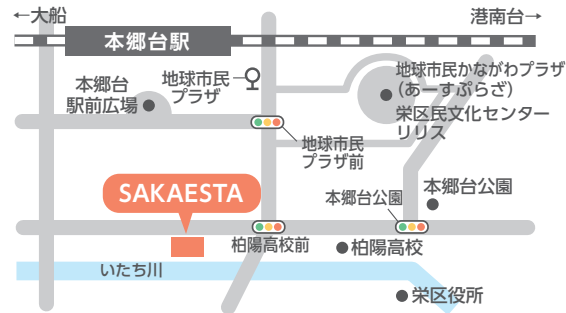 ←大船
港南台→
本郷台駅
本郷台
駅前広場
地球市民
プラザ
地球市民かながわプラザ
(あーすぷらざ)
栄区民文化センター
リリス
地球市民
プラザ前
SAKAESTA
本郷台公園
本郷台公園
柏陽高校前
柏陽高校
いたち川
栄区役所